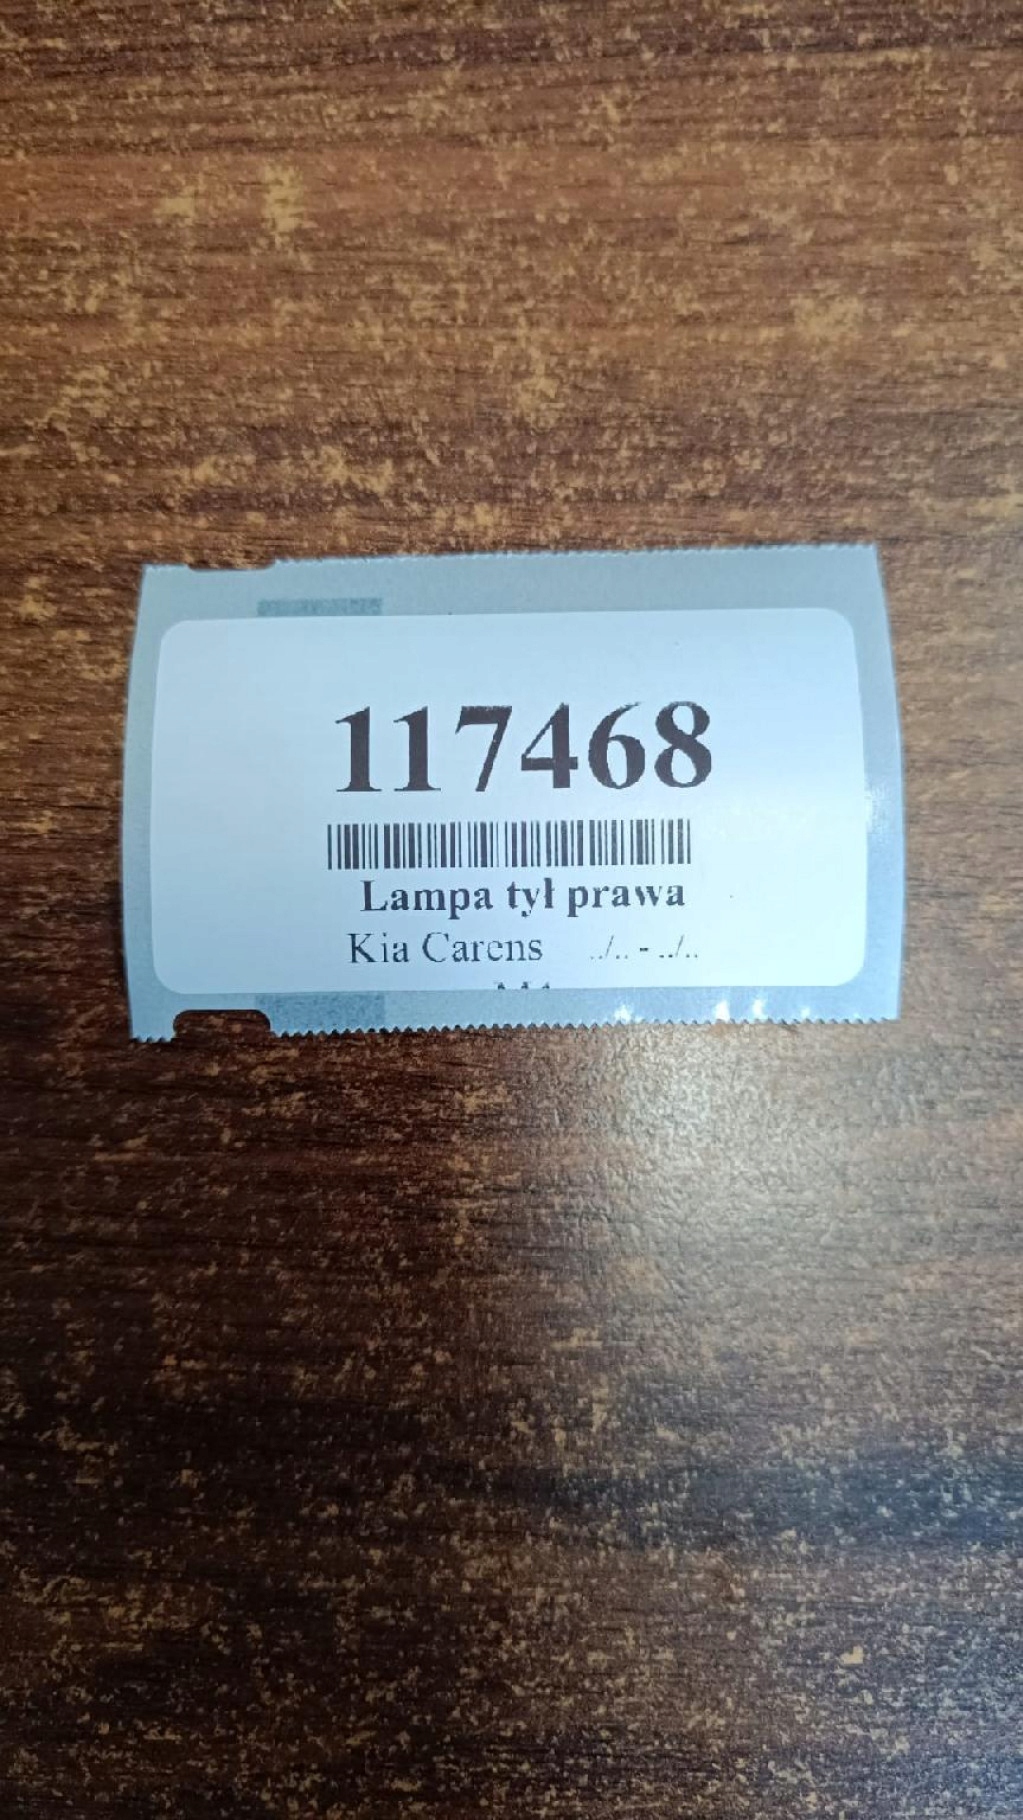 117468
Lampa tył prawa
Kia Carens ../.. - ../..